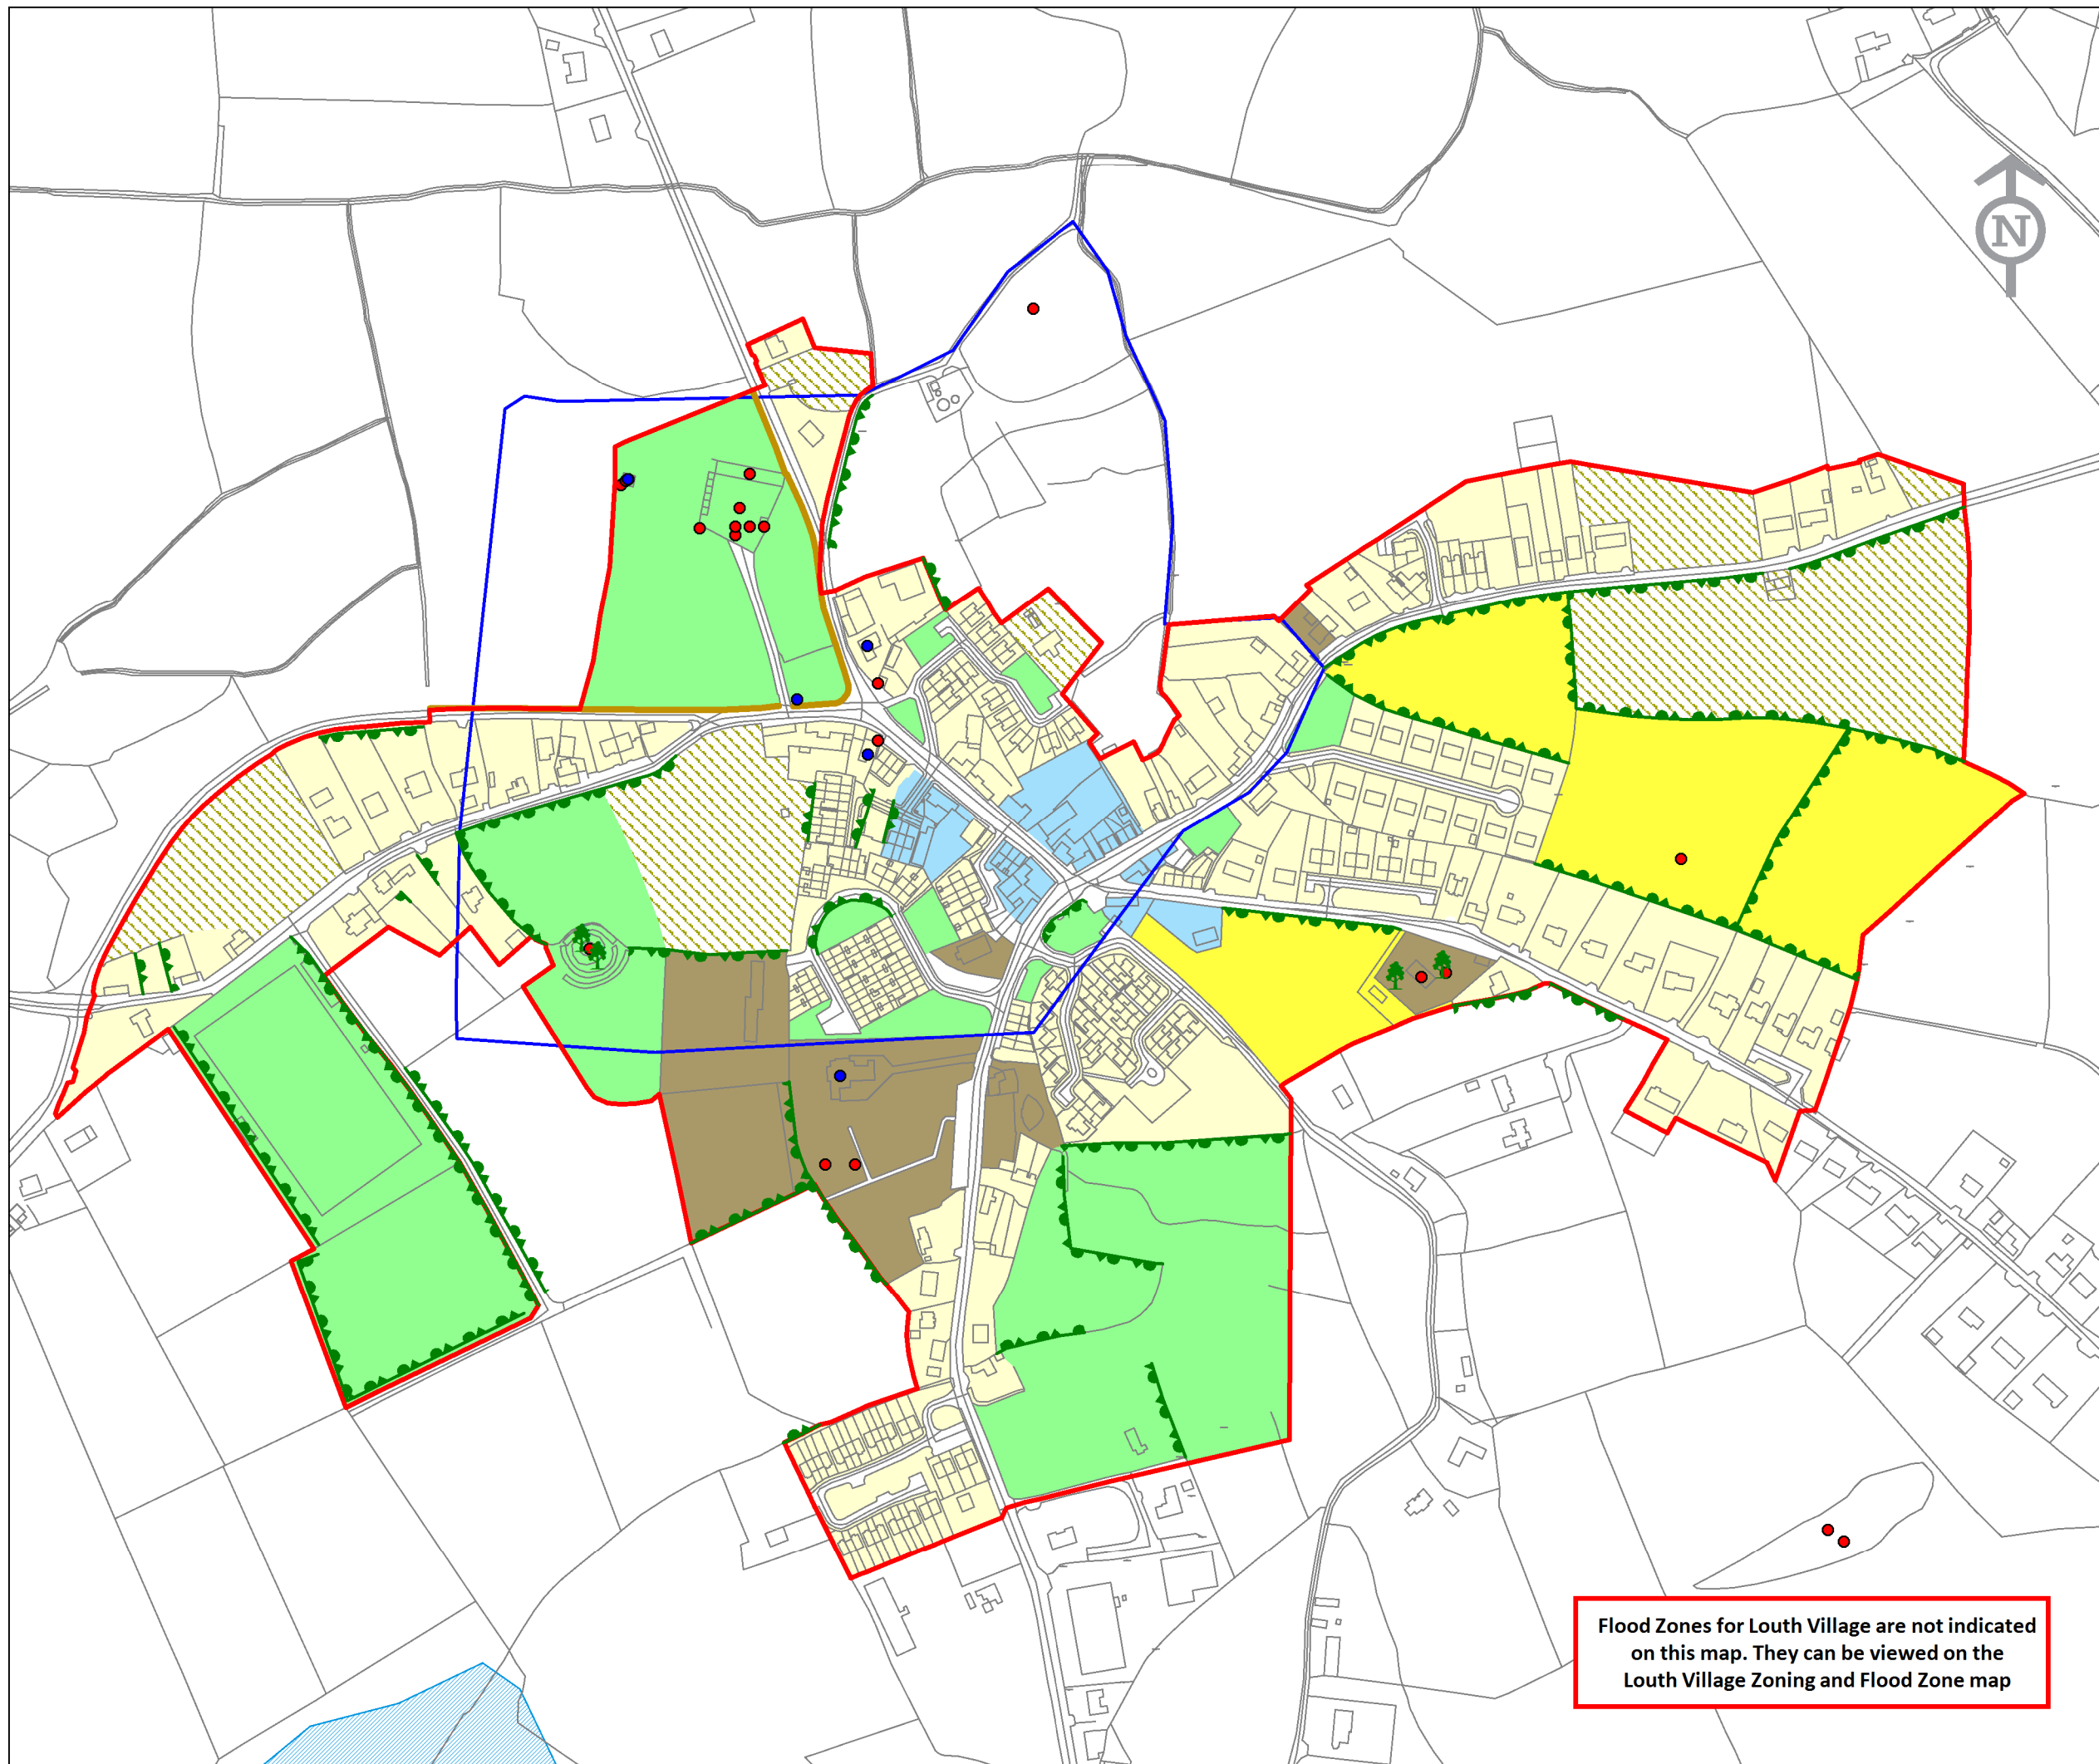 N
Flood Zones for Louth Village are not indicated
on this map. They can be viewed on the
Louth Village Zoning and Flood Zone map